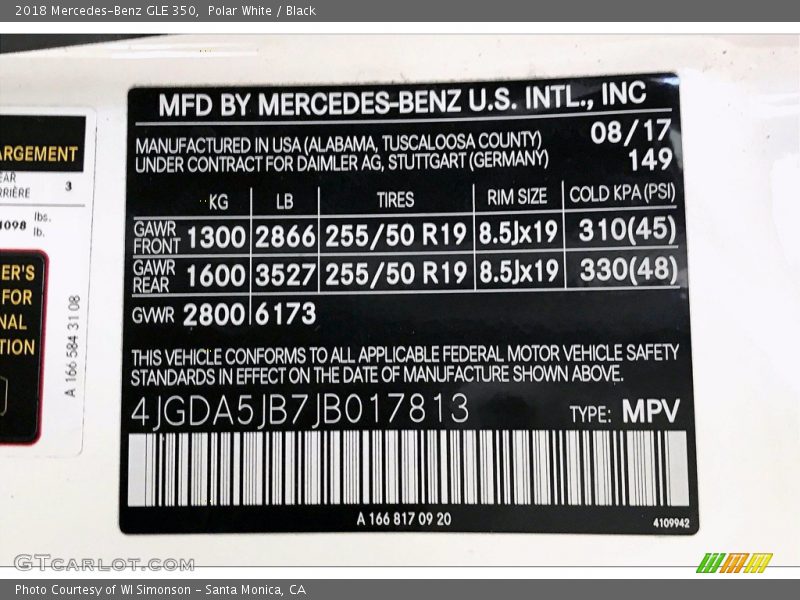 2018 Mercedes-Benz GLE 350,  Polar White / Black
ARGEMENT
3
1098 lbs.
lb.
ER'S
FOR
NAL
TION
A 166 584 31 08
MFD BY MERCEDES-BENZ U.S. INTL., INC
MANUFACTURED IN USA (ALABAMA, TUSCALOOSA COUNTY) 08/17
UNDER CONTRACT FOR DAIMLER AG, STUTTGART (GERMANY) 149
KG LB TIRES RIM SIZE COLD KPA (PSI)
GAWR FRONT 1300 2866 255/50 R19 8.5Jx19 310(45)
GAWR REAR 1600 3527 255/50 R19 8.5Jx19 330(48)
GVWR 2800 6173
THIS VEHICLE CONFORMS TO ALL APPLICABLE FEDERAL MOTOR VEHICLE SAFETY
STANDARDS IN EFFECT ON THE DATE OF MANUFACTURE SHOWN ABOVE.
4JGDA5JB7JB017813 TYPE: MPV
A 166 817 09 20
4109942
GTCARLOT.COM
Photo Courtesy of WI Simonson - Santa Monica, CA